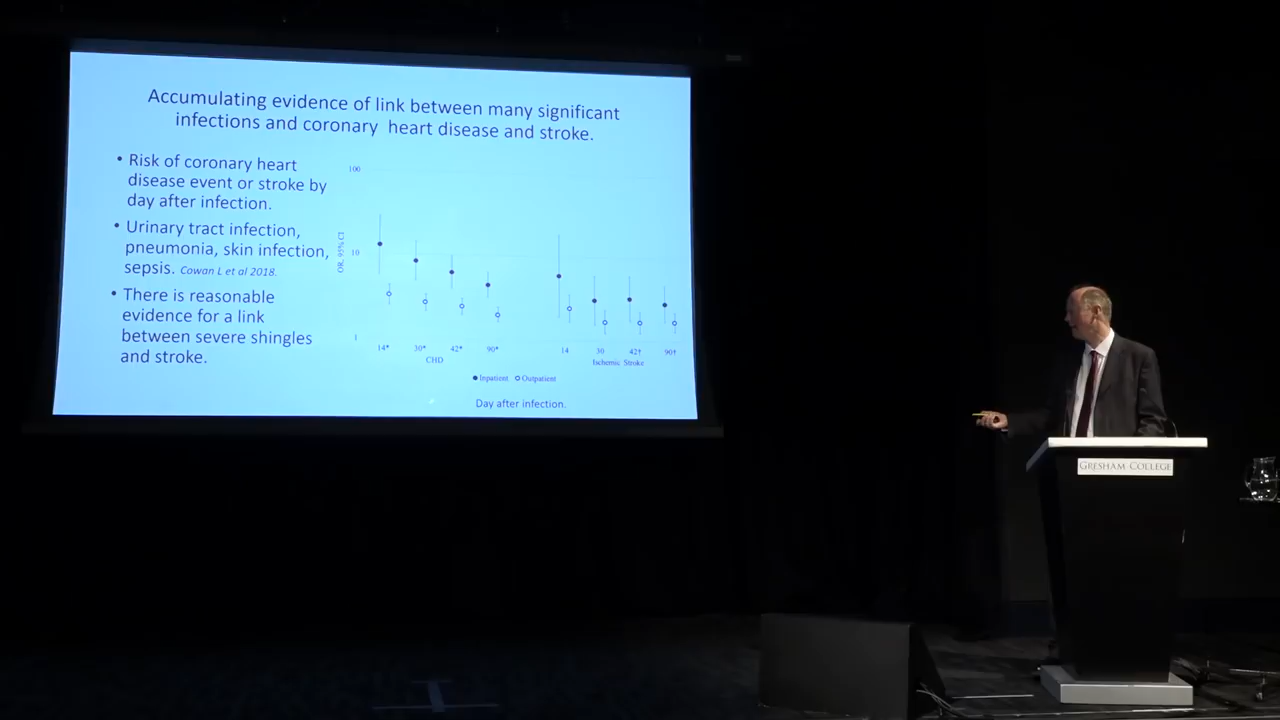 Accumulating evidence of link between many significant
infections and coronary heart disease and stroke.
• Risk of coronary heart
disease event or stroke by
day after infection.
• Urinary tract infection,
pneumonia, skin infection,
sepsis. Cowan L et al 2018.
• There is reasonable
evidence for a link
between severe shingles
and stroke.
OR, 95% CI
100
10
1
14* 30* 42* 90* 14 30 42† 90†
CHD Ischemic Stroke
Inpatient Outpatient
Day after infection.
GRESHAM COLLEGE